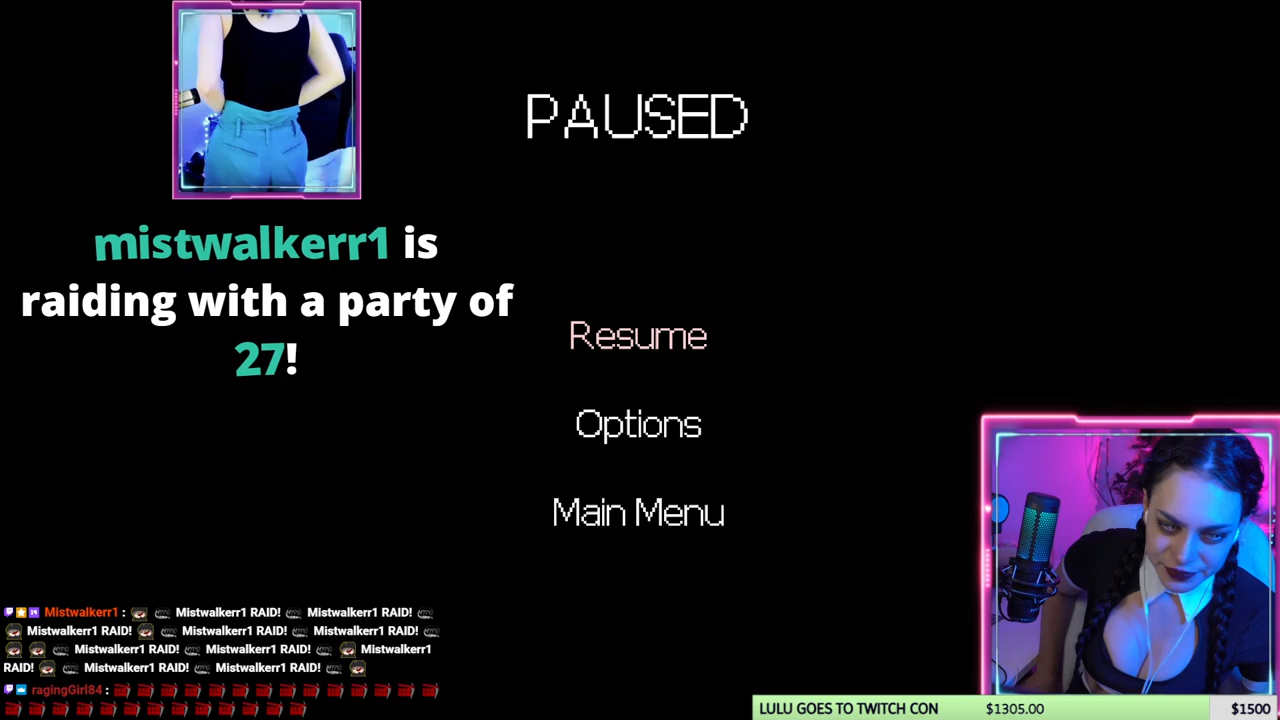 PAUSED
mistwalkerr1 is
raiding with a party of
27!
Resume
Options
Main Menu
Mistwalkerr1 : Mistwalkerr1 RAID! Mistwalkerr1 RAID!
Mistwalkerr1 RAID! Mistwalkerr1 RAID! Mistwalkerr1 RAID!
Mistwalkerr1 RAID! Mistwalkerr1 RAID! Mistwalkerr1
RAID! Mistwalkerr1 RAID! Mistwalkerr1 RAID!
ragingGirl84 :
LULU GOES TO TWITCH CON $1305.00 $1500